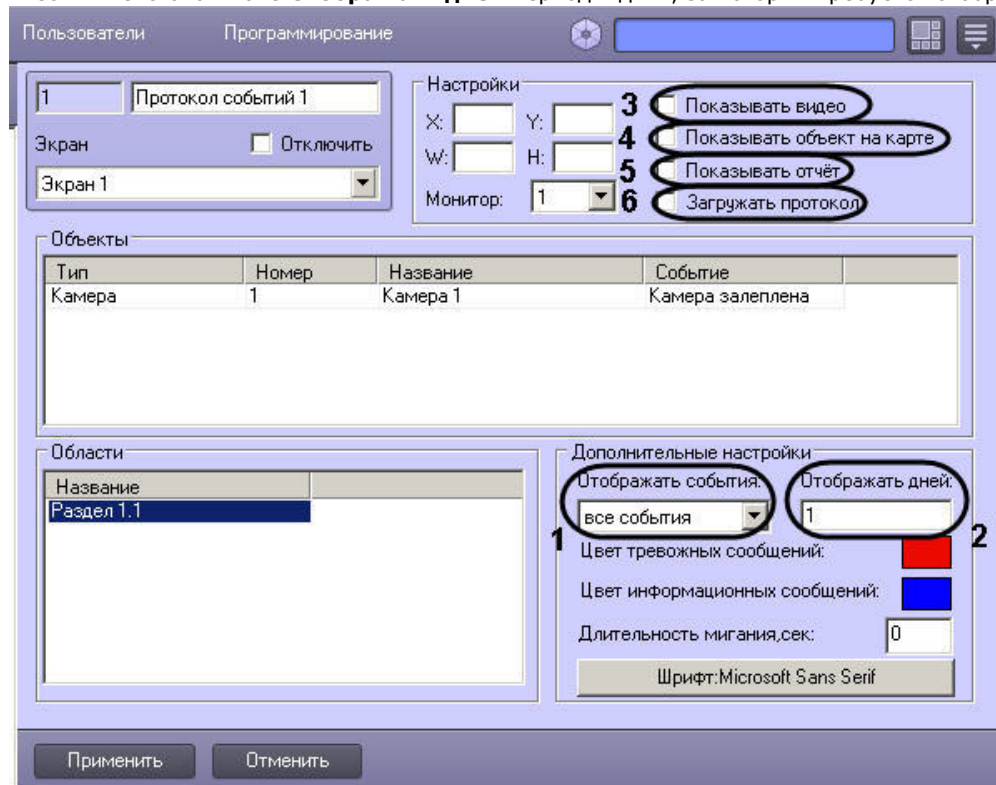 Пользователи Программирование
1 Протокол событий 1
Экран Отключить
Экран 1
Настройки
X: Y:
W: H:
Монитор: 1
3 Показывать видео
4 Показывать объект на карте
5 Показывать отчёт
6 Загружать протокол
Объекты
Тип Номер Название Событие
Камера 1 Камера 1 Камера залеплена
Области
Название
Раздел 1.1
Дополнительные настройки
Отображать события: Отображать дней:
1 все события 1 2
Цвет тревожных сообщений:
Цвет информационных сообщений:
Длительность мигания,сек: 0
Шрифт:Microsoft Sans Serif
Применить Отменить